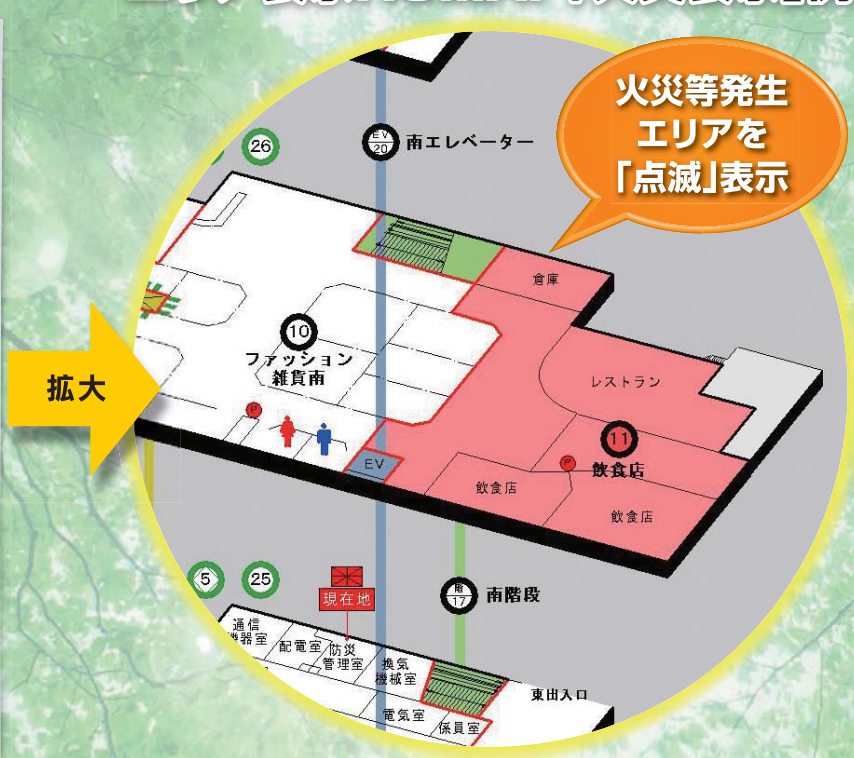 火災等発生
エリアを
「点滅」表示
26
EV
20
南エレベーター
倉庫
10
ファッション
雑貨南
レストラン
拡大
P
11
飲食店
P
EV
飲食店
飲食店
5
25
現在地
階
17
南階段
通信
機器室
配電室
防災
管理室
換気
機械室
東出入口
電気室
係員室